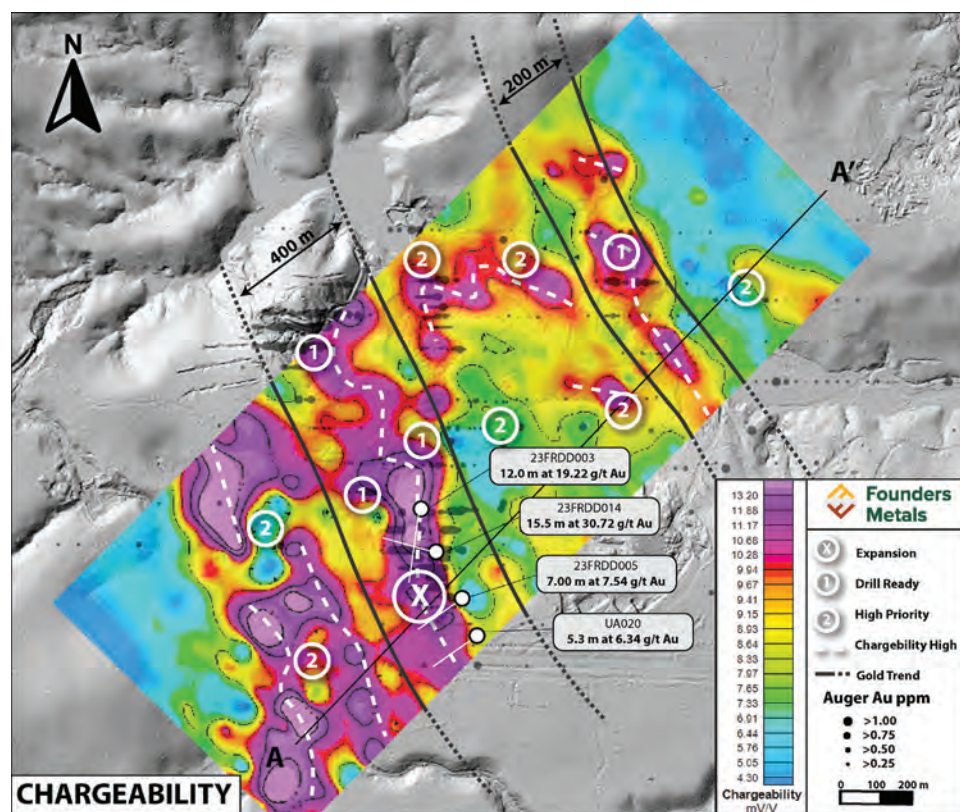 N
200 m
A'
400 m
2
2
1
2
1
2
2
1
23FRDD003
12.0 m at 19.22 g/t Au
1
2
23FRDD014
15.5 m at 30.72 g/t Au
23FRDD005
7.00 m at 7.54 g/t Au
X
UA020
5.3 m at 6.34 g/t Au
2
A
CHARGEABILITY
13.20
11.88
11.17
10.68
10.28
9.94
9.67
9.41
9.15
8.93
8.64
8.33
7.97
7.65
7.33
6.91
6.44
5.76
5.05
4.30
Chargeability
mV/V
Founders
Metals
X Expansion
1 Drill Ready
2 High Priority
Chargebility High
Gold Trend
Auger Au ppm
>1.00
>0.75
>0.50
>0.25
0 100 200 m